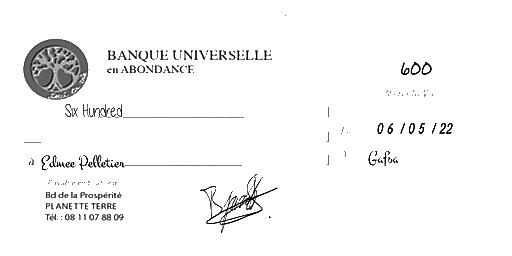 BANQUE UNIVERSELLE
en ABONDANCE
600
Six Hundred
06/05/22
à Edmee Pelletier
Gafsa
Bd de la Prospérité
PLANETTE TERRE
Tél. : 08 11 07 88 09